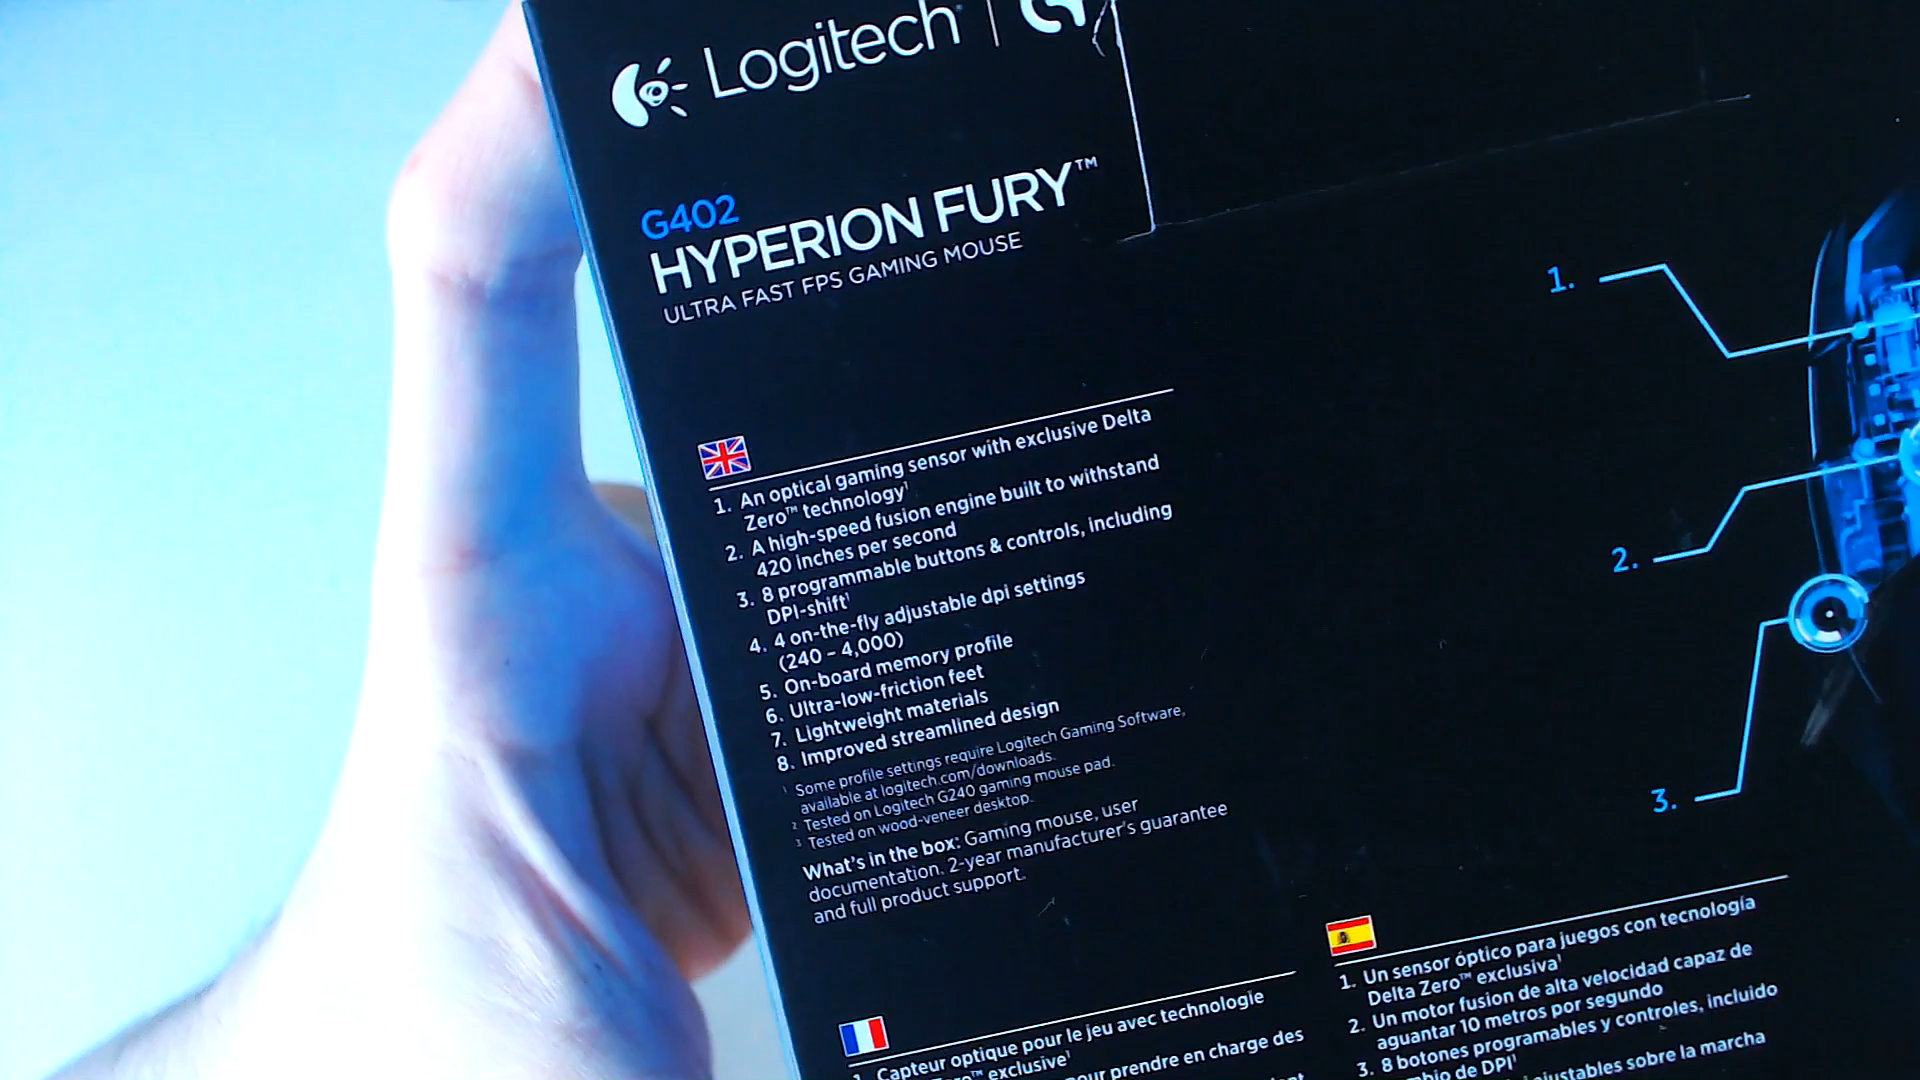 Logitech
G402
HYPERION FURY™
ULTRA FAST FPS GAMING MOUSE
1. An optical gaming sensor with exclusive Delta
Zero™ technology¹
2. A high-speed fusion engine built to withstand
420 inches per second
3. 8 programmable buttons & controls, including
DPI-shift¹
4. 4 on-the-fly adjustable dpi settings
(240 – 4,000)
5. On-board memory profile
6. Ultra-low-friction feet
7. Lightweight materials
8. Improved streamlined design
¹ Some profile settings require Logitech Gaming Software,
available at logitech.com/downloads.
² Tested on Logitech G240 gaming mouse pad.
³ Tested on wood-veneer desktop.
What's in the box: Gaming mouse, user
documentation. 2-year manufacturer's guarantee
and full product support.
1.
2.
3.
1. Capteur optique pour le jeu avec technologie
exclusive¹
pour prendre en charge des
1. Un sensor óptico para juegos con tecnología
Delta Zero™ exclusiva¹
2. Un motor fusion de alta velocidad capaz de
aguantar 10 metros por segundo
3. 8 botones programables y controles, incluido
de DPI¹
ajustables sobre la marcha